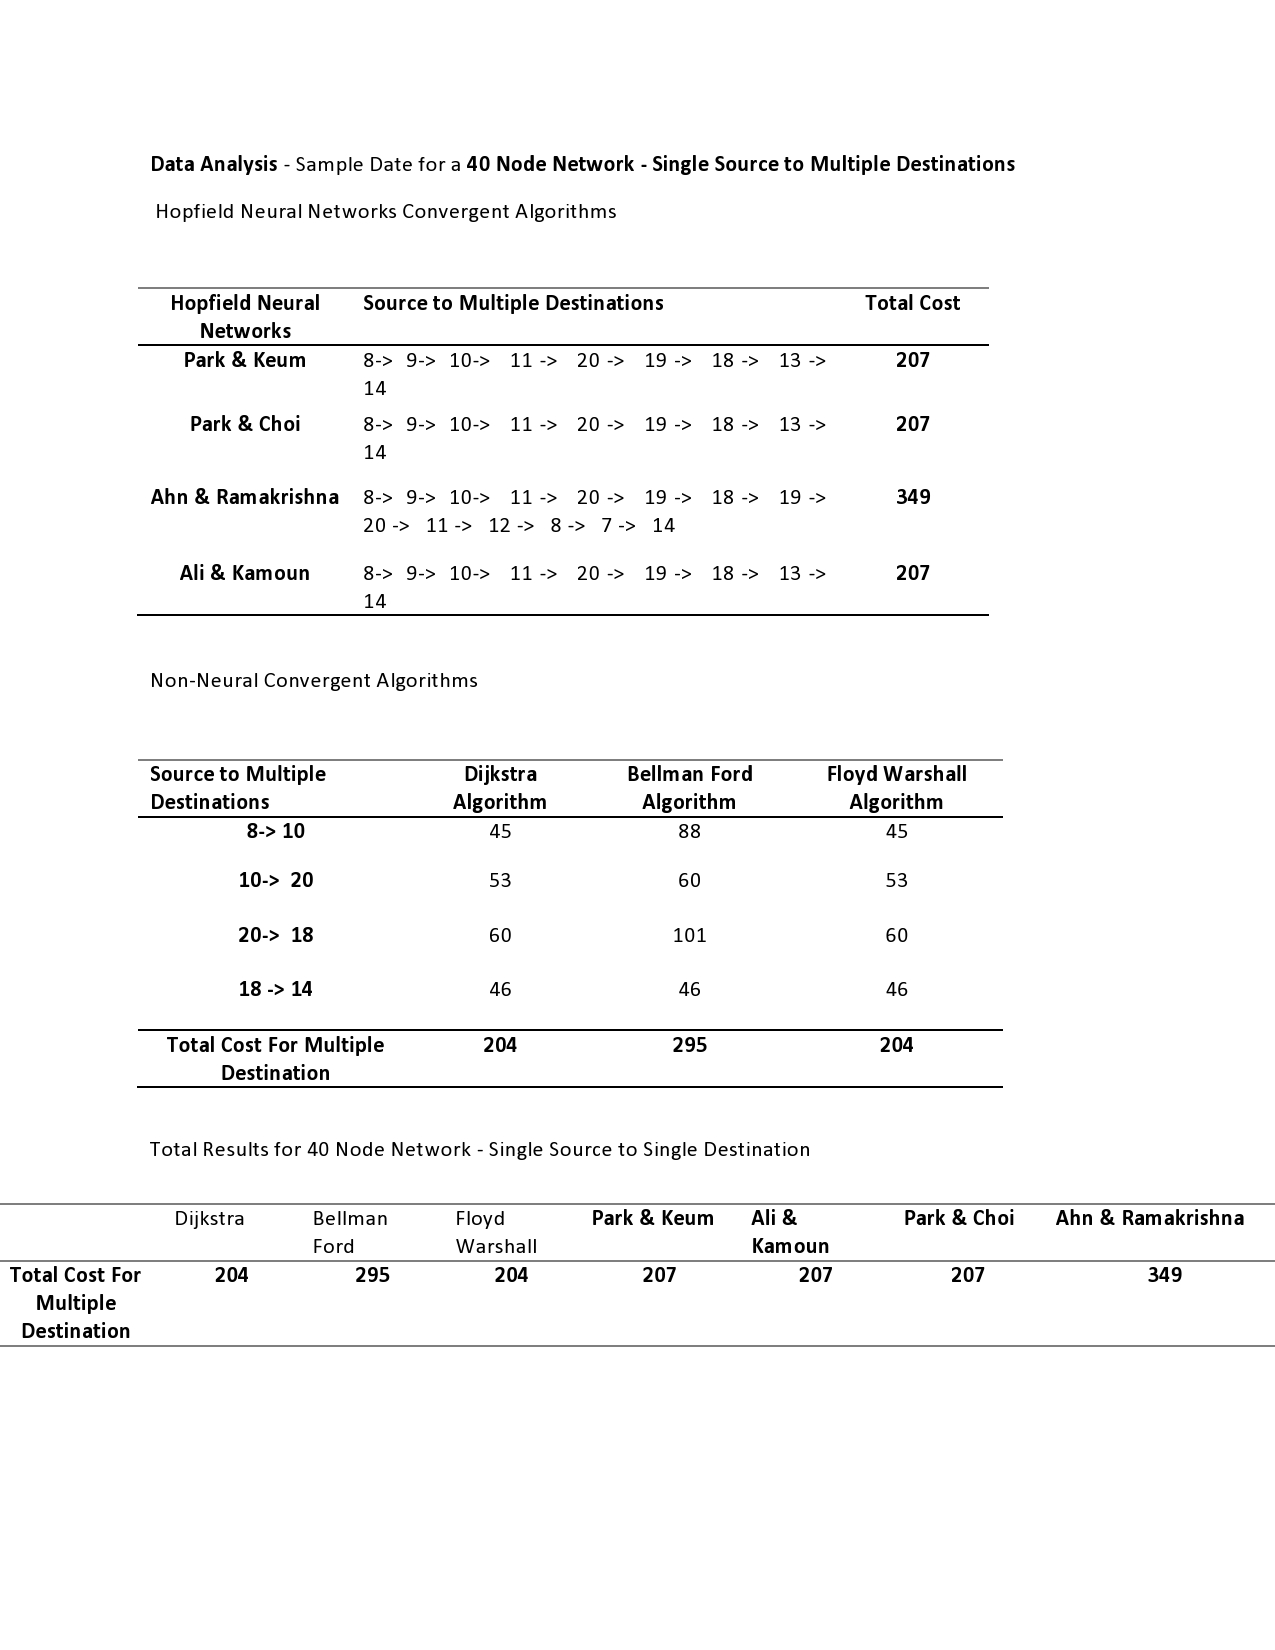 Data Analysis - Sample Date for a 40 Node Network - Single Source to Multiple Destinations
Hopfield Neural Networks Convergent Algorithms
Hopfield Neural Networks Source to Multiple Destinations Total Cost
Park & Keum 8-> 9-> 10-> 11 -> 20 -> 19 -> 18 -> 13 -> 207
14
Park & Choi 8-> 9-> 10-> 11 -> 20 -> 19 -> 18 -> 13 -> 207
14
Ahn & Ramakrishna 8-> 9-> 10-> 11 -> 20 -> 19 -> 18 -> 19 -> 349
20 -> 11 -> 12 -> 8 -> 7 -> 14
Ali & Kamoun 8-> 9-> 10-> 11 -> 20 -> 19 -> 18 -> 13 -> 207
14
Non-Neural Convergent Algorithms
Source to Multiple Dijkstra Bellman Ford Floyd Warshall
Destinations Algorithm Algorithm Algorithm
8-> 10 45 88 45
10-> 20 53 60 53
20-> 18 60 101 60
18 -> 14 46 46 46
Total Cost For Multiple 204 295 204
Destination
Total Results for 40 Node Network - Single Source to Single Destination
Dijkstra Bellman Floyd Park & Keum Ali & Park & Choi Ahn & Ramakrishna
Ford Warshall Kamoun
Total Cost For 204 295 204 207 207 207 349
Multiple
Destination